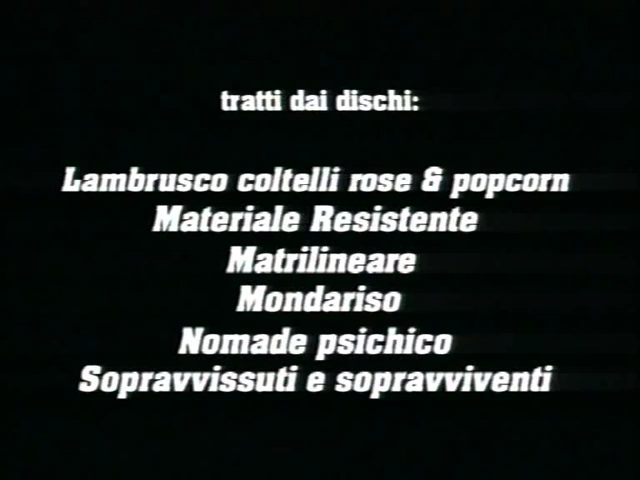 tratti dai dischi:
Lambrusco coltelli rose & popcorn
Materiale Resistente
Matrilineare
Mondariso
Nomade psichico
Sopravvissuti e sopravviventi